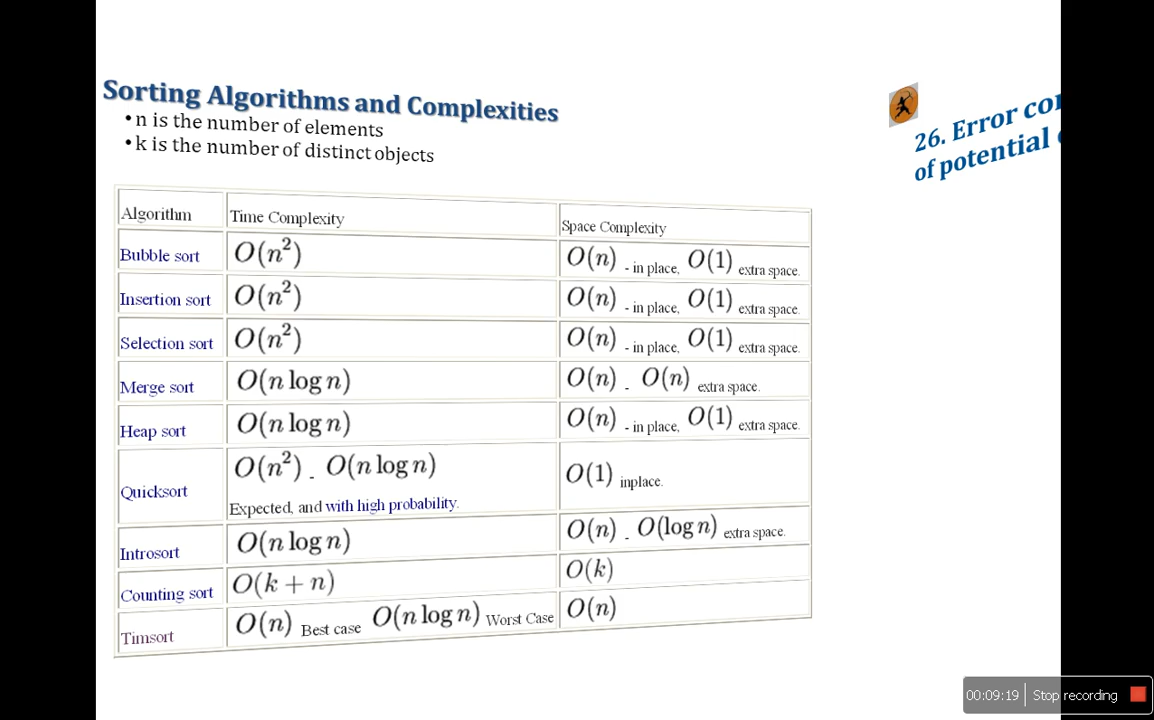 Sorting Algorithms and Complexities
•n is the number of elements
•k is the number of distinct objects
26. Error
of potential
Algorithm Time Complexity Space Complexity
Bubble sort O(n²) O(n) - in place, O(1) extra space.
Insertion sort O(n²) O(n) - in place, O(1) extra space.
Selection sort O(n²) O(n) - in place, O(1) extra space.
Merge sort O(n log n) O(n) - O(n) extra space.
Heap sort O(n log n) O(n) - in place, O(1) extra space.
Quicksort O(n²) - O(n log n) O(1) inplace.
Expected, and with high probability.
Introsort O(n log n) O(n) - O(log n) extra space.
Counting sort O(k + n) O(k)
Timsort O(n) Best case O(n log n) Worst Case O(n)
00:09:19 Stop recording